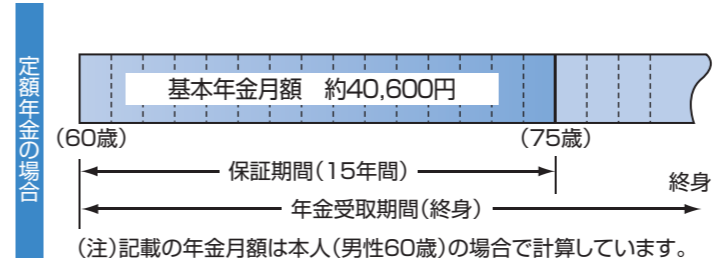 定額年金の場合
基本年金月額 約40,600円
(60歳)
(75歳)
保証期間(15年間)
終身
年金受取期間(終身)
(注)記載の年金月額は本人(男性60歳)の場合で計算しています。